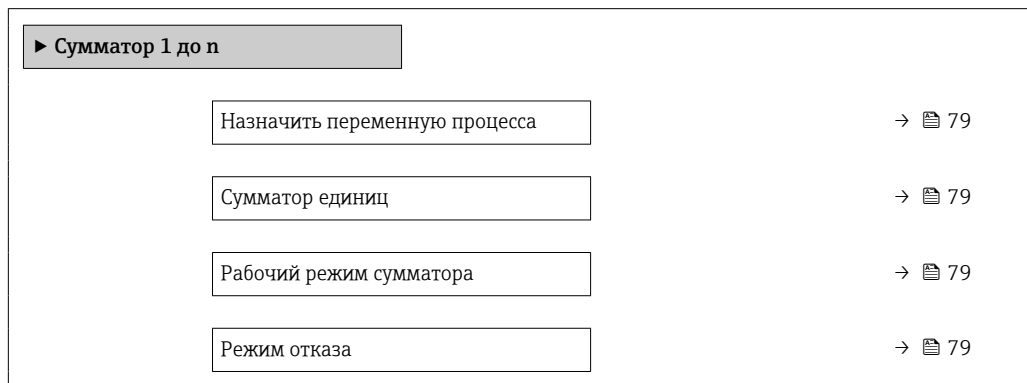 ► Сумматор 1 до n
Назначить переменную процесса → 79
Сумматор единиц → 79
Рабочий режим сумматора → 79
Режим отказа → 79